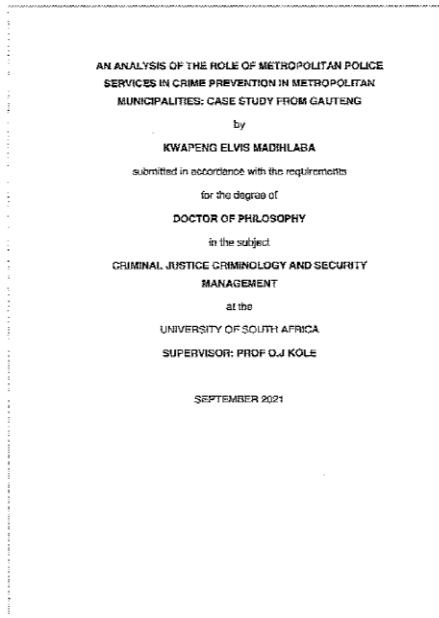 AN ANALYSIS OF THE ROLE OF METROPOLITAN POLICE
SERVICES IN CRIME PREVENTION IN METROPOLITAN
MUNICIPALITIES: CASE STUDY FROM GAUTENG
by
KWAPENG ELVIS MADIHLABA
submitted in accordance with the requirements
for the degree of
DOCTOR OF PHILOSOPHY
in the subject
CRIMINAL JUSTICE CRIMINOLOGY AND SECURITY
MANAGEMENT
at the
UNIVERSITY OF SOUTH AFRICA
SUPERVISOR: PROF O.J KOLE
SEPTEMBER 2021